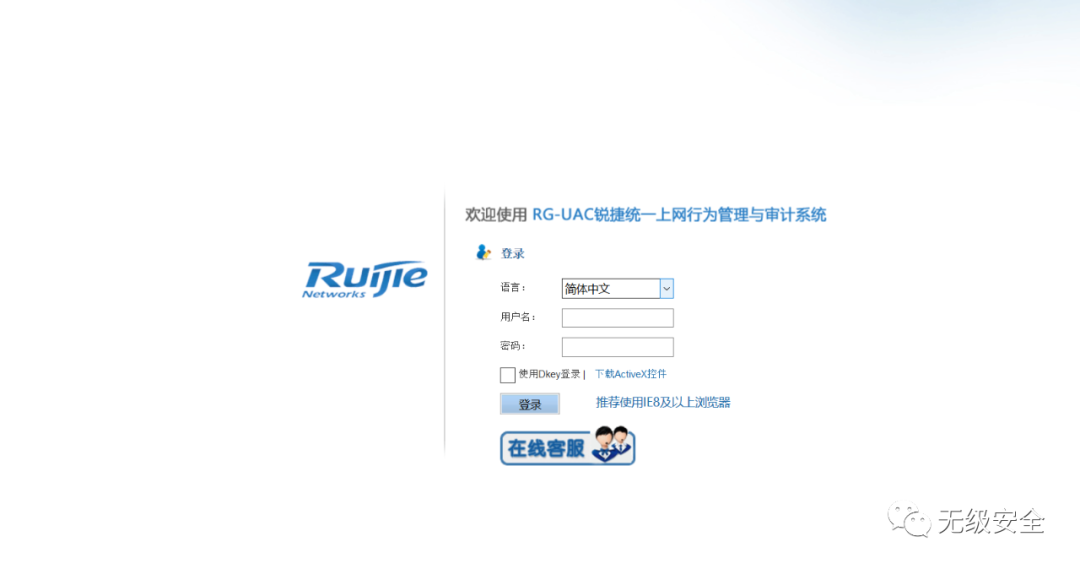 欢迎使用 RG-UAC锐捷统一上网行为管理与审计系统
登录
Ruijie
Networks
语言：
简体中文
用户名：
密码：
使用Dkey登录 | 下载ActiveX控件
登录
推荐使用IE8及以上浏览器
在线客服
无级安全